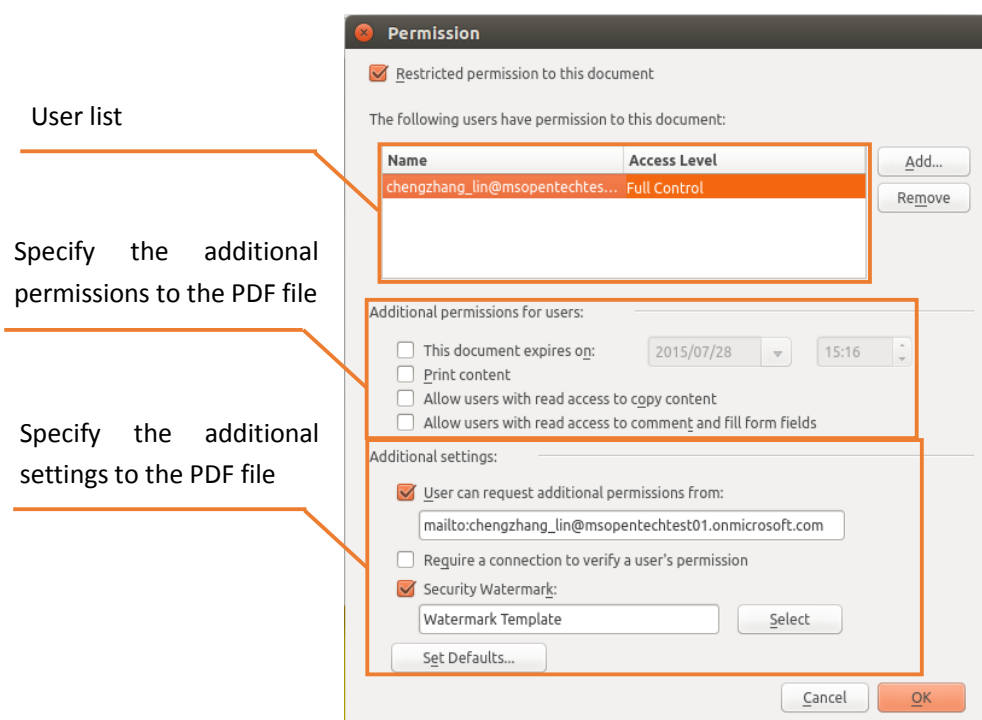 Permission
Restricted permission to this document
User list
The following users have permission to this document:
Name Access Level
Add...
chengzhang_lin@msopentechtes... Full Control
Remove
Specify the additional
permissions to the PDF file
Additional permissions for users:
This document expires on: 2015/07/28 15:16
Print content
Allow users with read access to copy content
Allow users with read access to comment and fill form fields
Specify the additional
settings to the PDF file
Additional settings:
User can request additional permissions from:
mailto:chengzhang_lin@msopentechtest01.onmicrosoft.com
Require a connection to verify a user's permission
Security Watermark:
Watermark Template Select
Set Defaults...
Cancel OK